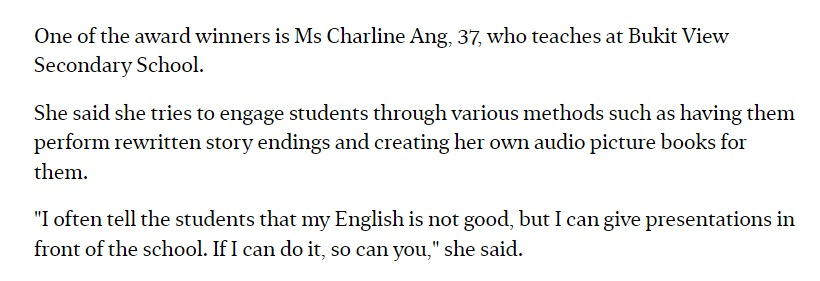 One of the award winners is Ms Charline Ang, 37, who teaches at Bukit View
Secondary School.
She said she tries to engage students through various methods such as having them
perform rewritten story endings and creating her own audio picture books for
them.
"I often tell the students that my English is not good, but I can give presentations in
front of the school. If I can do it, so can you," she said.